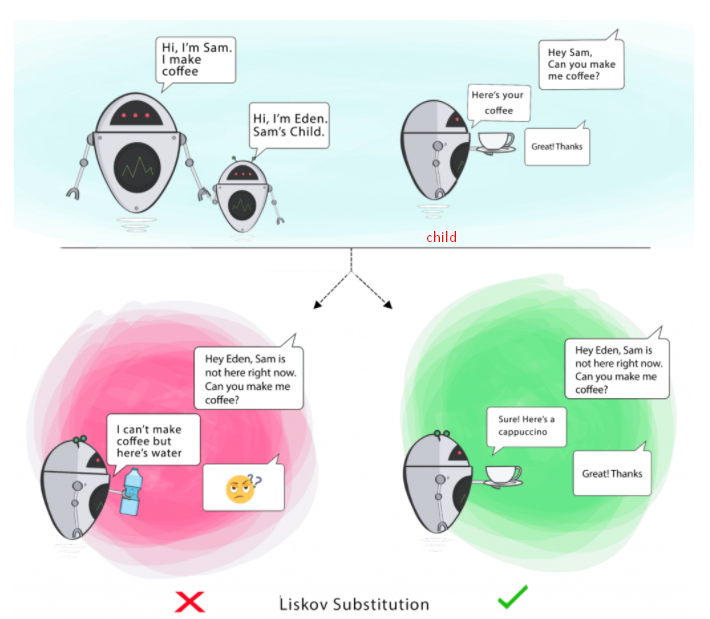 Hi, I'm Sam.
I make
coffee
Hi, I'm Eden.
Sam's Child.
Hey Sam,
Can you make
me coffee?
Here's your
coffee
Great! Thanks
child
Hey Eden, Sam is
not here right now.
Can you make me
coffee?
I can't make
coffee but
here's water
??
Hey Eden, Sam is
not here right now.
Can you make me
coffee?
Sure! Here's a
cappuccino
Great! Thanks
Liskov Substitution